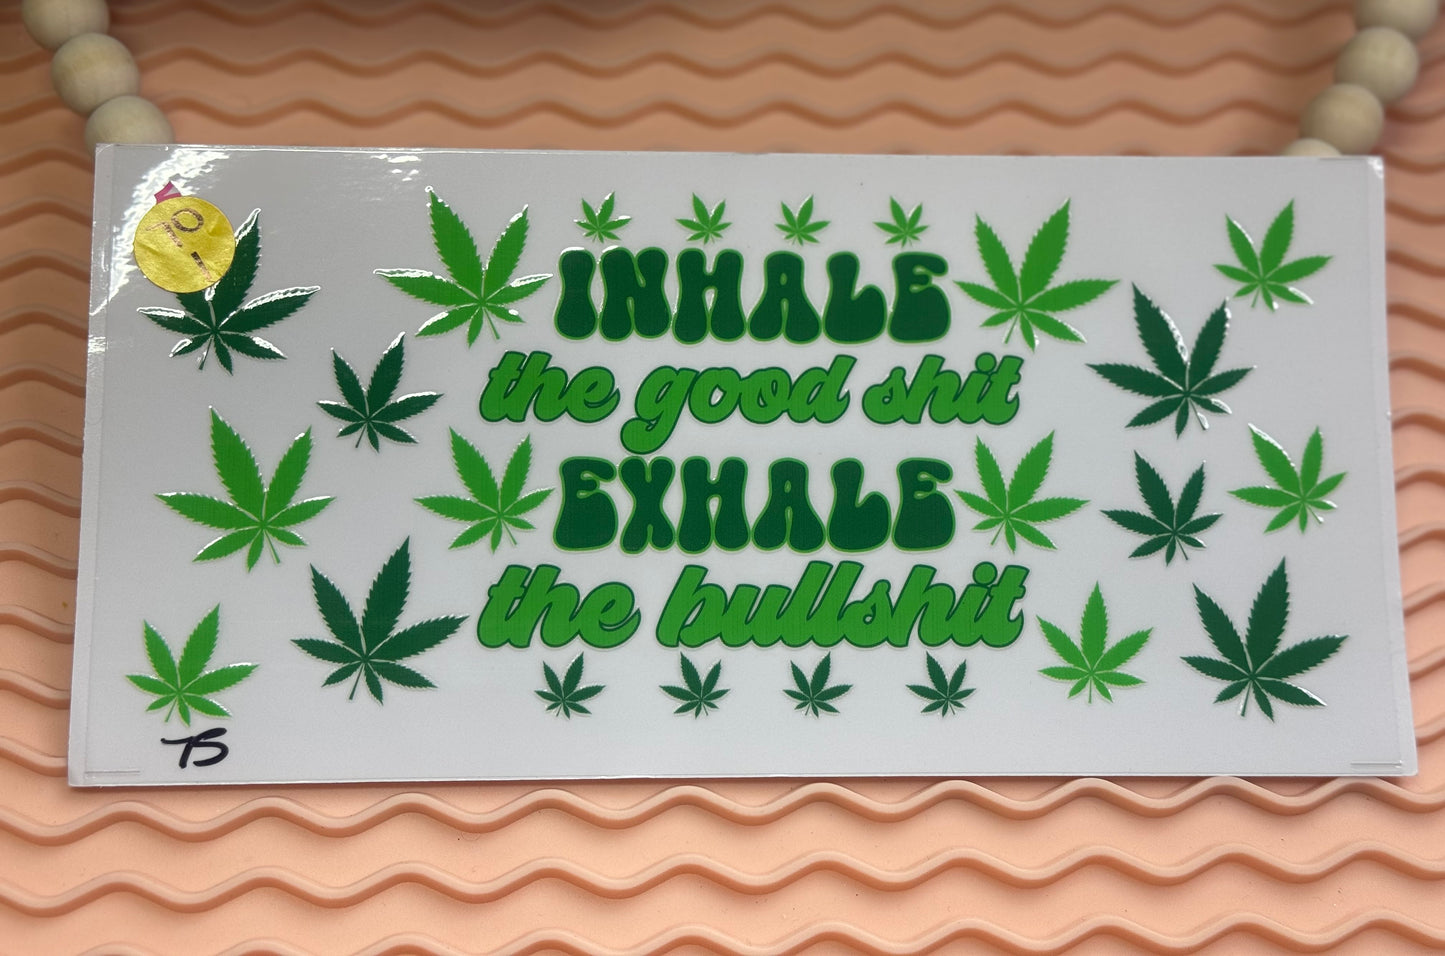 INHALE
the good shit
EXHALE
the bullshit
TS